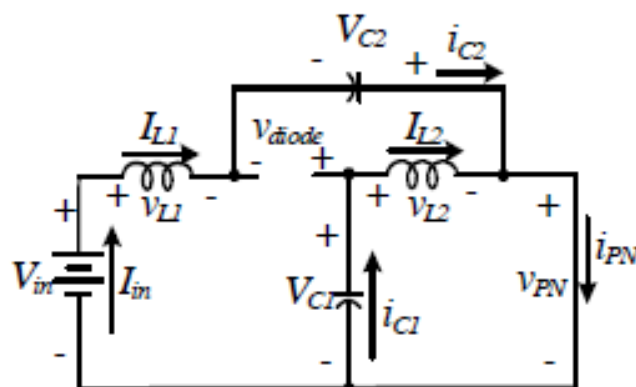 V_C2 i_C2
- +
I_L1 v_diode I_L2
- +
+ v_L1 - + v_L2 - +
+ +
V_in I_in V_C1 i_C1 v_PN i_PN
- - -